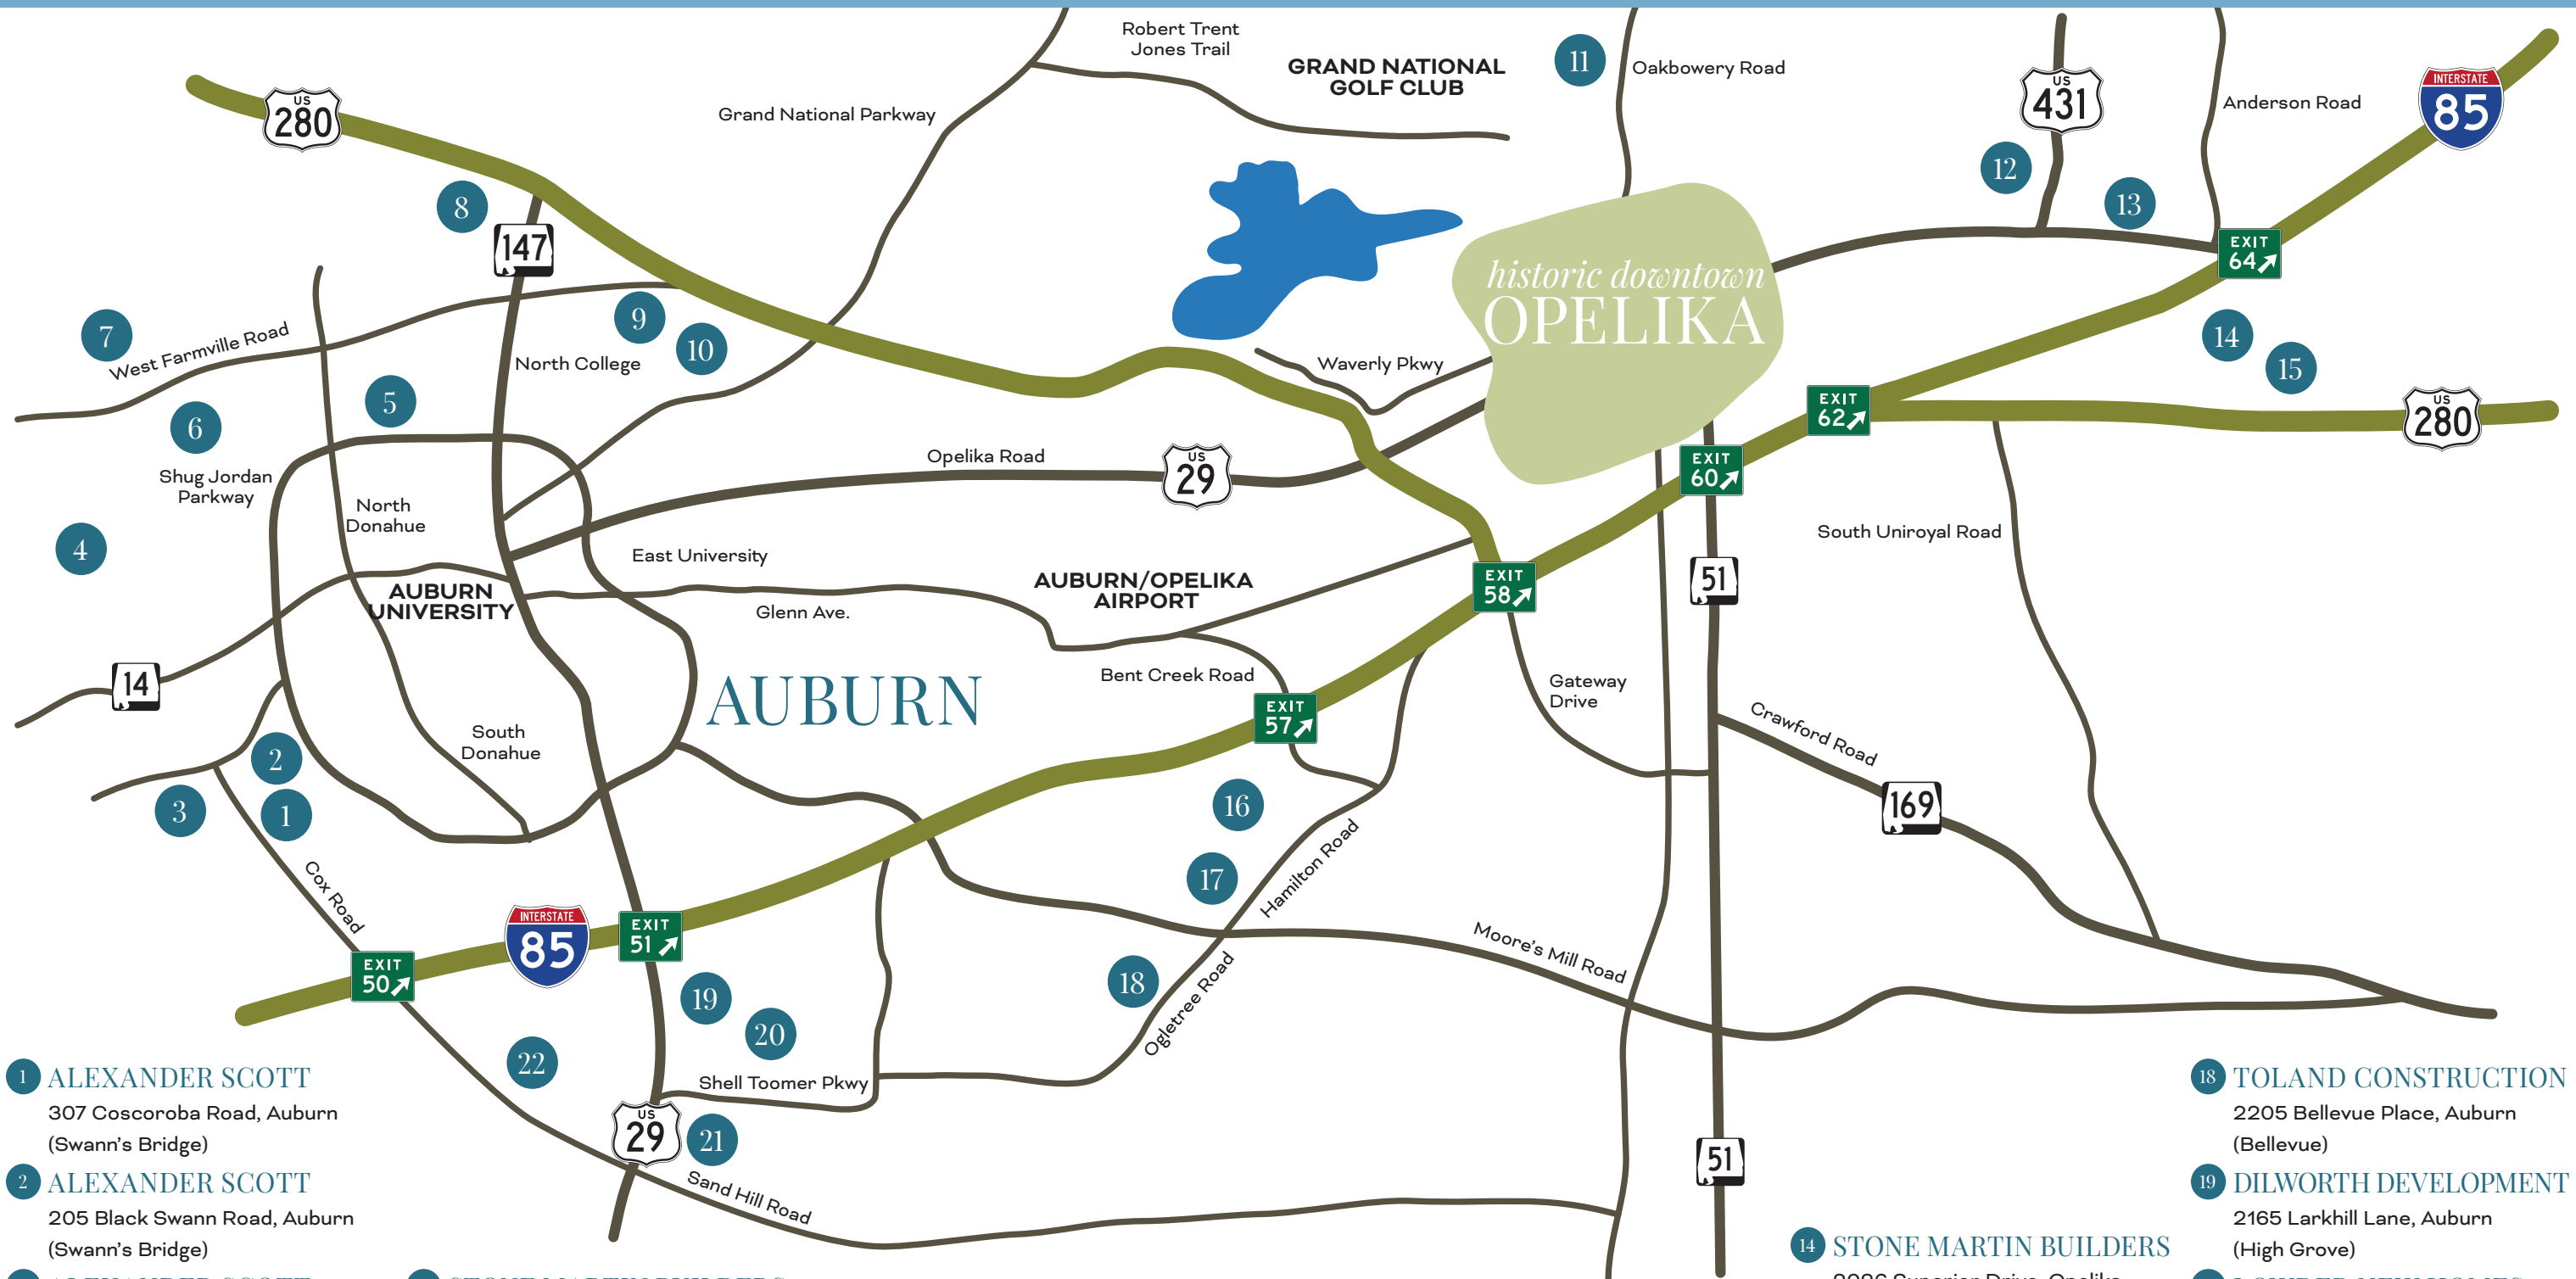 Robert Trent
Jones Trail
GRAND NATIONAL
GOLF CLUB
11
Oakbowery Road
US
431
Anderson Road
INTERSTATE
85
US
280
Grand National Parkway
12
13
8
147
EXIT
64
historic downtown
OPELIKA
7
West Farmville Road
9
10
North College
Waverly Pkwy
14
15
5
6
EXIT
62
US
280
Shug Jordan
Parkway
Opelika Road
US
29
EXIT
60
North
Donahue
4
East University
South Uniroyal Road
AUBURN
UNIVERSITY
Glenn Ave.
AUBURN/OPELIKA
AIRPORT
EXIT
58
51
14
AUBURN
Bent Creek Road
EXIT
57
Gateway
Drive
Crawford Road
South
Donahue
2
3
1
16
169
Cox Road
17
Hamilton Road
INTERSTATE
85
EXIT
51
EXIT
50
Moore's Mill Road
18
Ogletree Road
19
20
22
Shell Toomer Pkwy
US
29
21
Sand Hill Road
51
1 ALEXANDER SCOTT
307 Coscoroba Road, Auburn
(Swann's Bridge)
2 ALEXANDER SCOTT
205 Black Swann Road, Auburn
(Swann's Bridge)
14 STONE MARTIN BUILDERS
18 TOLAND CONSTRUCTION
2205 Bellevue Place, Auburn
(Bellevue)
19 DILWORTH DEVELOPMENT
2165 Larkhill Lane, Auburn
(High Grove)